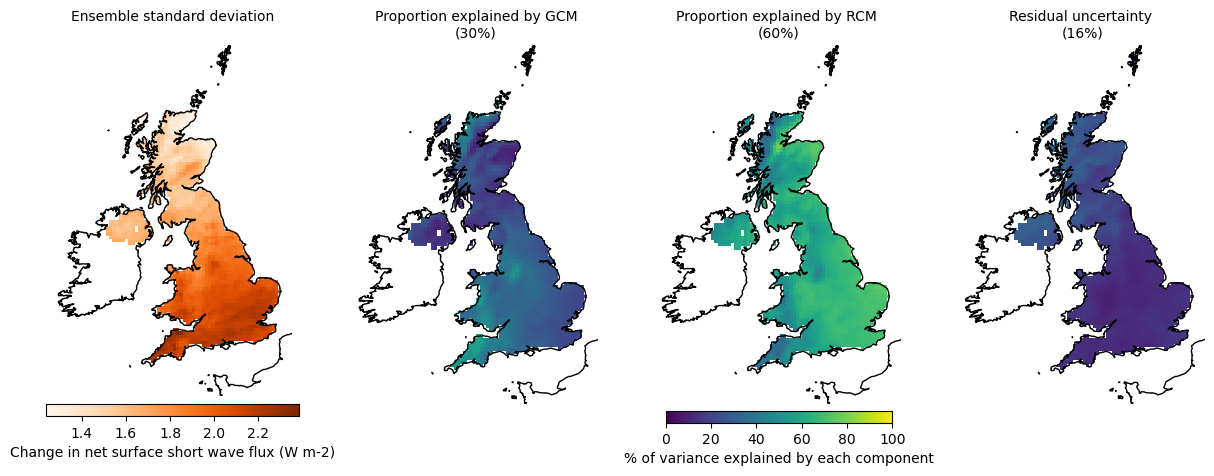 Ensemble standard deviation
Proportion explained by GCM
(30%)
Proportion explained by RCM
(60%)
Residual uncertainty
(16%)
1.4 1.6 1.8 2.0 2.2
Change in net surface short wave flux (W m-2)
0 20 40 60 80 100
% of variance explained by each component